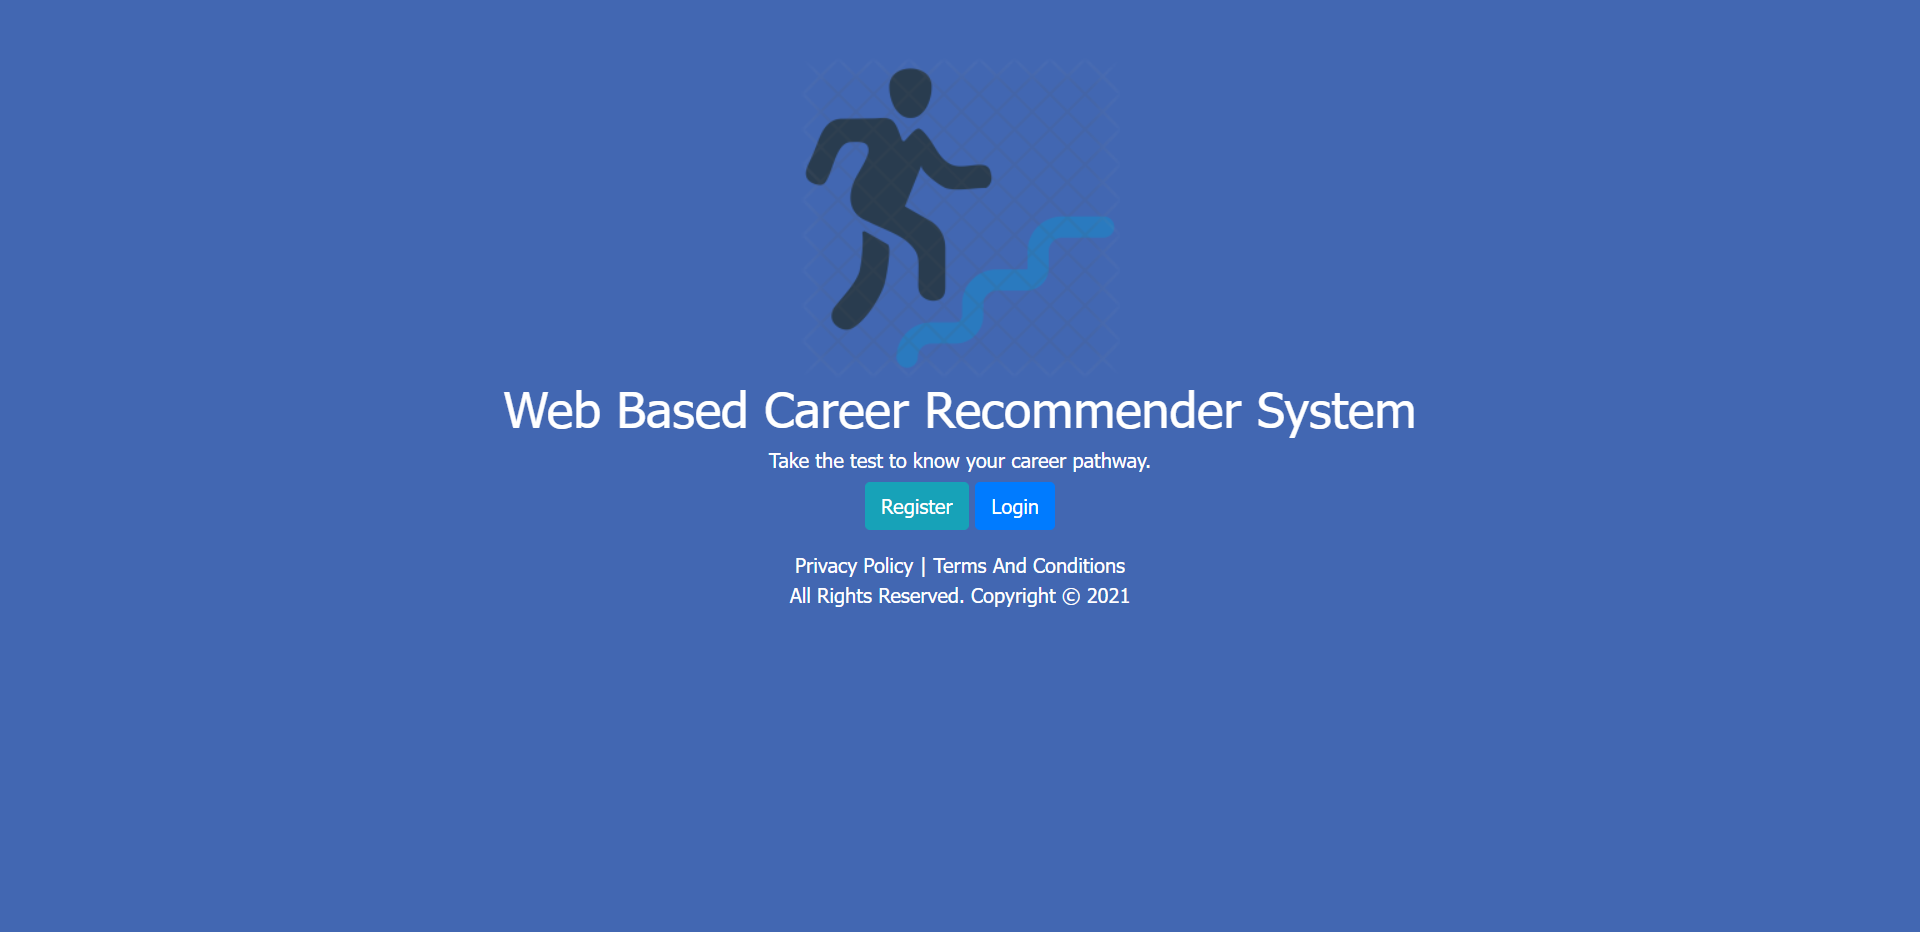 Web Based Career Recommender System
Take the test to know your career pathway.
Register Login
Privacy Policy | Terms And Conditions
All Rights Reserved. Copyright © 2021